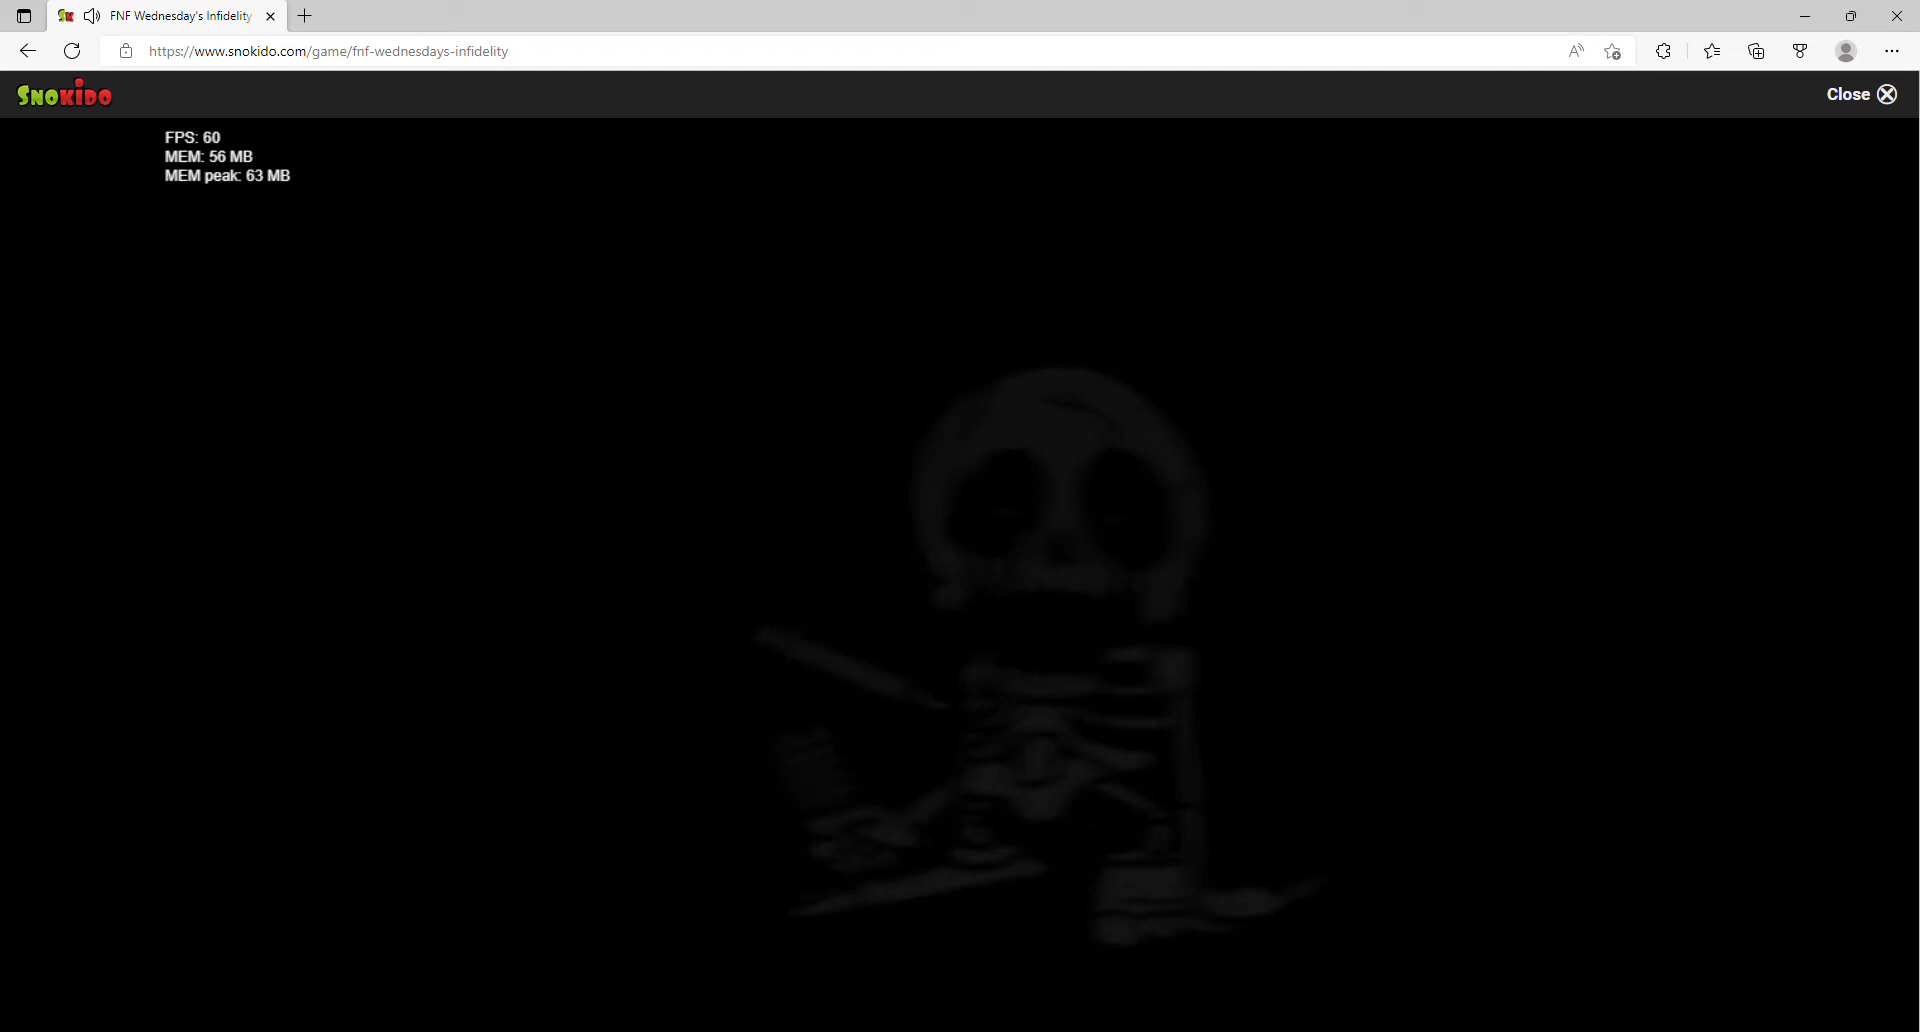 FNF Wednesday's Infidelity
https://www.snokido.com/game/fnf-wednesdays-infidelity
SNOKIDO
Close
FPS: 60
MEM: 56 MB
MEM peak: 63 MB